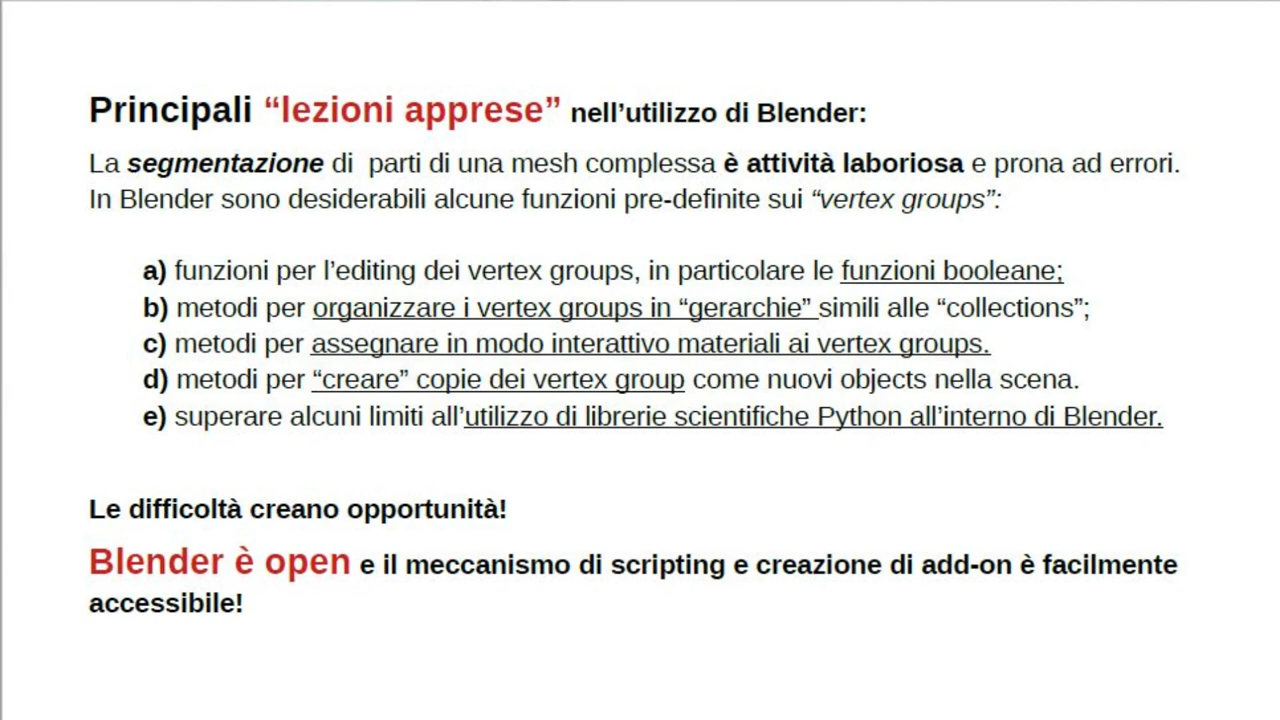 Principali “lezioni apprese” nell’utilizzo di Blender:
La segmentazione di  parti di una mesh complessa è attività laboriosa e prona ad errori.
In Blender sono desiderabili alcune funzioni pre-definite sui “vertex groups”:
a) funzioni per l’editing dei vertex groups, in particolare le funzioni booleane;
b) metodi per organizzare i vertex groups in “gerarchie” simili alle “collections”;
c) metodi per assegnare in modo interattivo materiali ai vertex groups.
d) metodi per “creare” copie dei vertex group come nuovi objects nella scena.
e) superare alcuni limiti all’utilizzo di librerie scientifiche Python all’interno di Blender.
Le difficoltà creano opportunità!
Blender è open e il meccanismo di scripting e creazione di add-on è facilmente
accessibile!